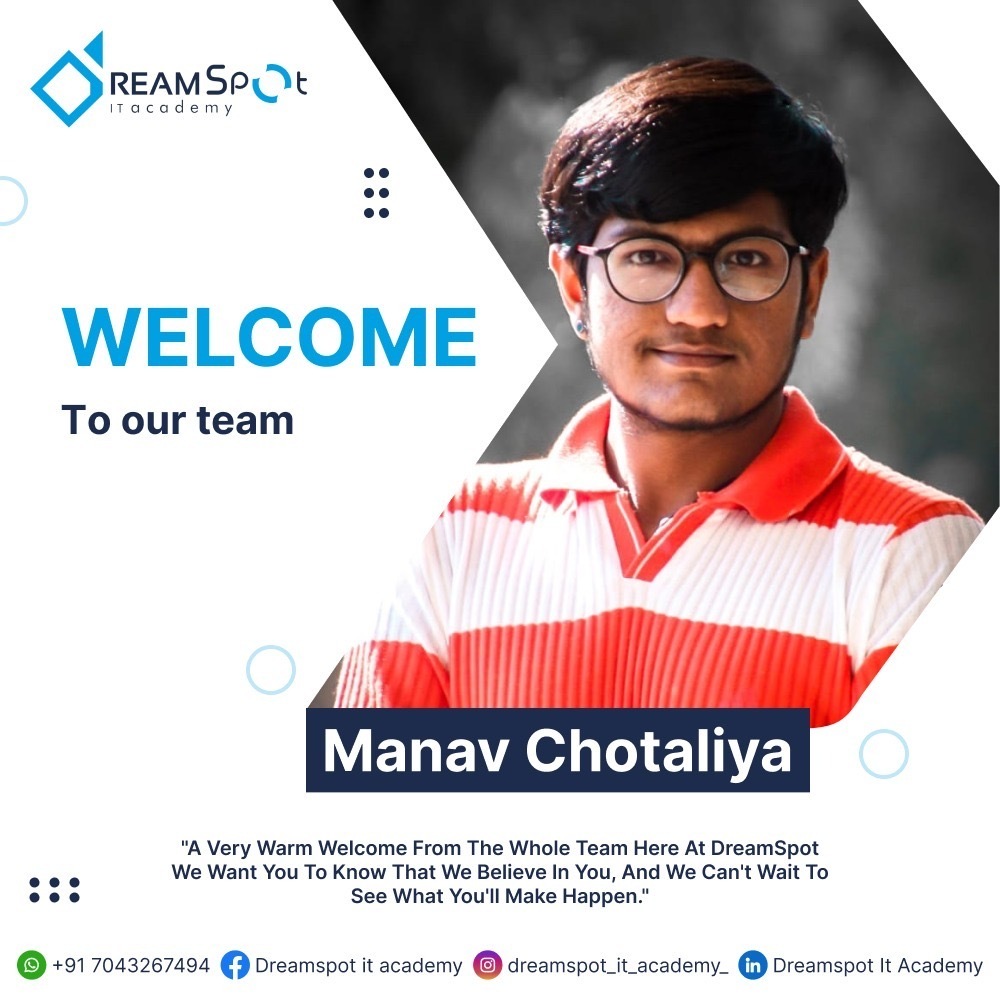 DREAMSpot
IT academy
WELCOME
To our team
Manav Chotaliya
"A Very Warm Welcome From The Whole Team Here At DreamSpot
We Want You To Know That We Believe In You, And We Can't Wait To
See What You'll Make Happen."
+91 7043267494 Dreamspot it academy dreamspot_it_academy_ Dreamspot It Academy